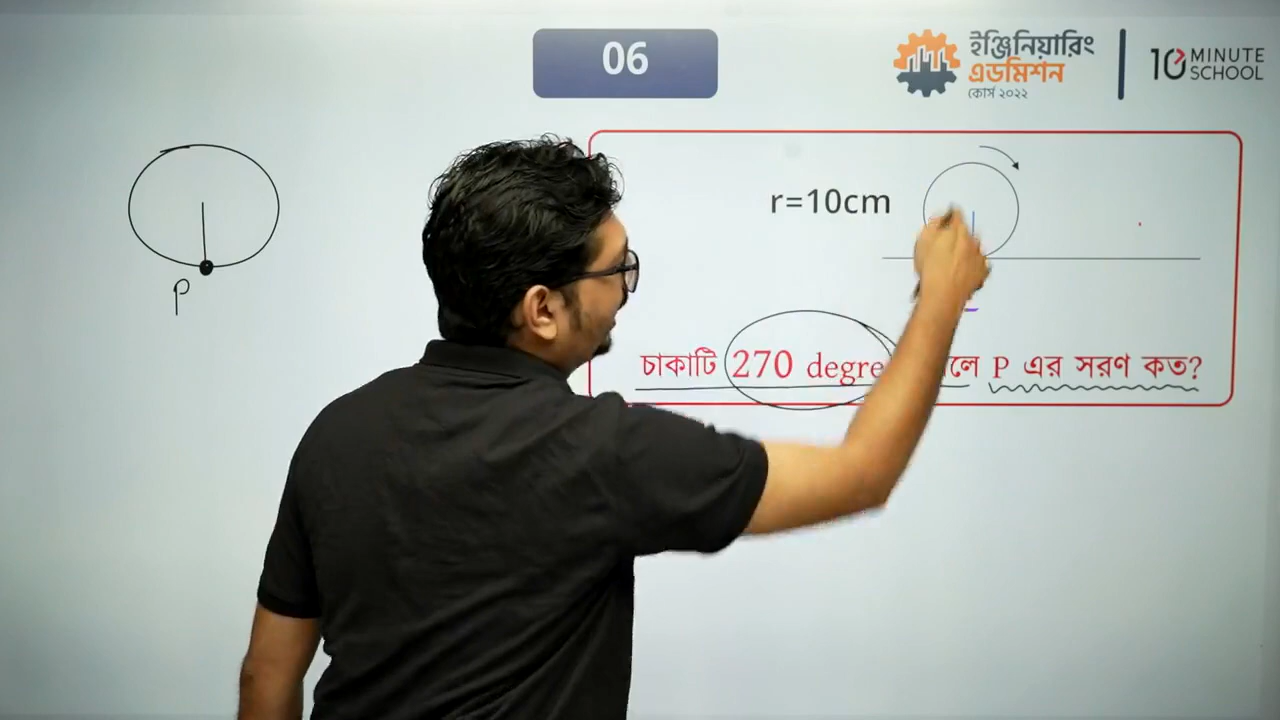 06
ইঞ্জিনিয়ারিং
এডমিশন
কোর্স ২০২২
10 MINUTE
SCHOOL
r=10cm
P
চাকাটি 270 degre লে P এর সরণ কত?